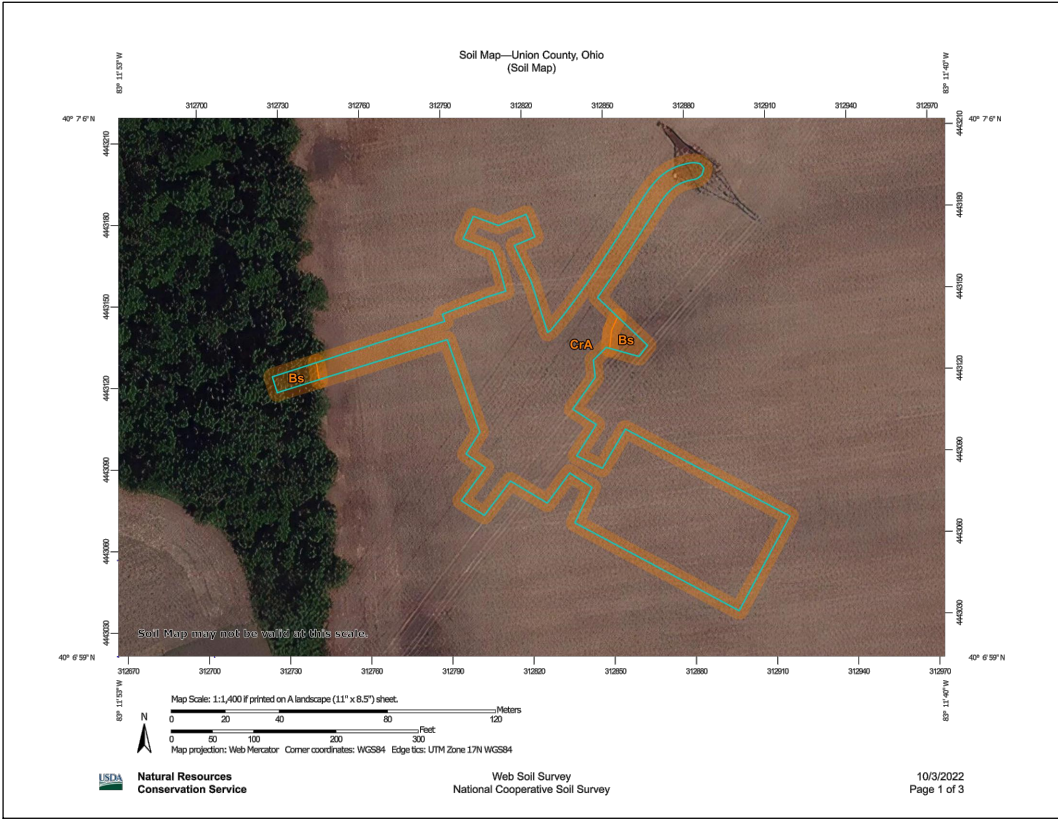 Soil Map—Union County, Ohio
(Soil Map)
83° 11' 53'' W
83° 11' 40'' W
312700 312730 312760 312790 312820 312850 312880 312910 312940 312970
40° 7' 6'' N
40° 7' 6'' N
4443210
4443180
4443150
4443120
4443090
4443060
4443030
4443210
4443180
4443150
4443120
4443090
4443060
4443030
CrA
Bs
Bs
Soil Map may not be valid at this scale.
40° 6' 59'' N
40° 6' 59'' N
312670 312700 312730 312760 312790 312820 312850 312880 312910 312940 312970
83° 11' 53'' W
83° 11' 40'' W
Map Scale: 1:1,400 if printed on A landscape (11" x 8.5") sheet.
N
Meters
0 20 40 80 120
Feet
0 50 100 200 300
Map projection: Web Mercator Corner coordinates: WGS84 Edge tics: UTM Zone 17N WGS84
USDA
Natural Resources
Conservation Service
Web Soil Survey
National Cooperative Soil Survey
10/3/2022
Page 1 of 3